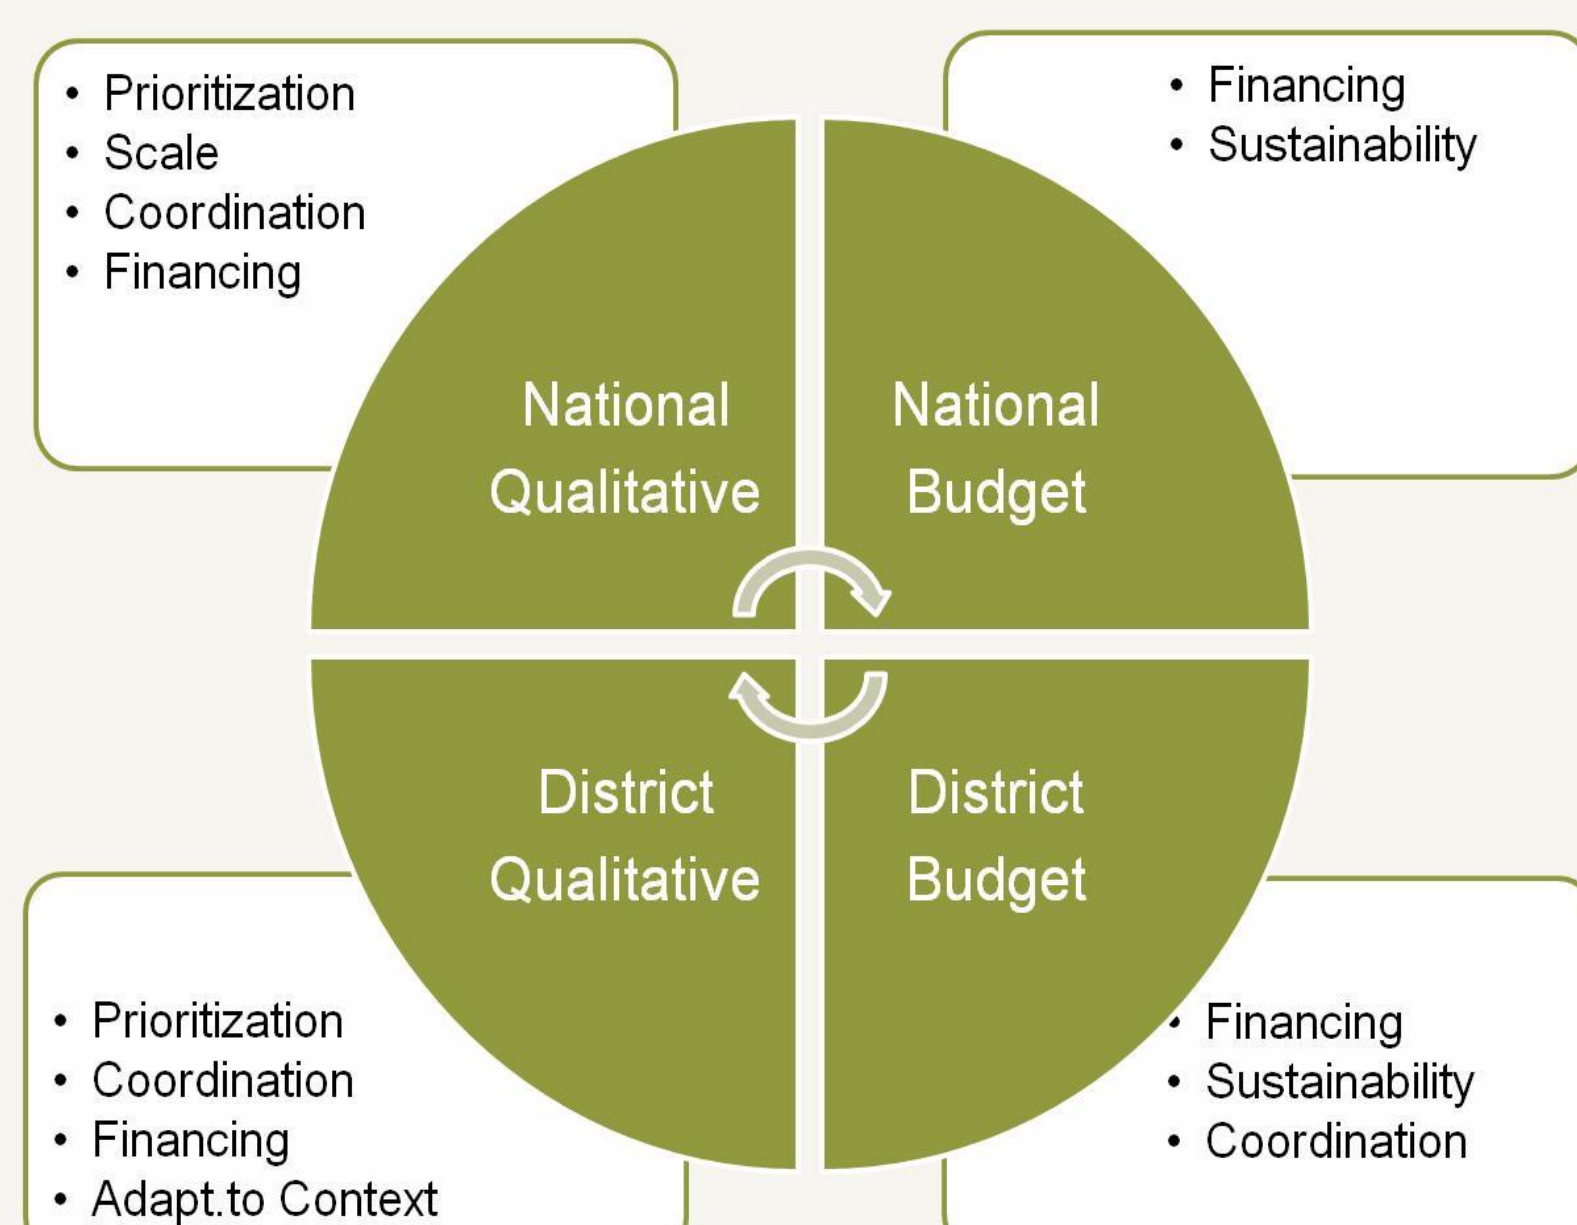 • Prioritization
• Scale
• Coordination
• Financing
• Financing
• Sustainability
National
Qualitative
National
Budget
District
Qualitative
District
Budget
• Prioritization
• Coordination
• Financing
• Adapt.to Context
• Financing
• Sustainability
• Coordination